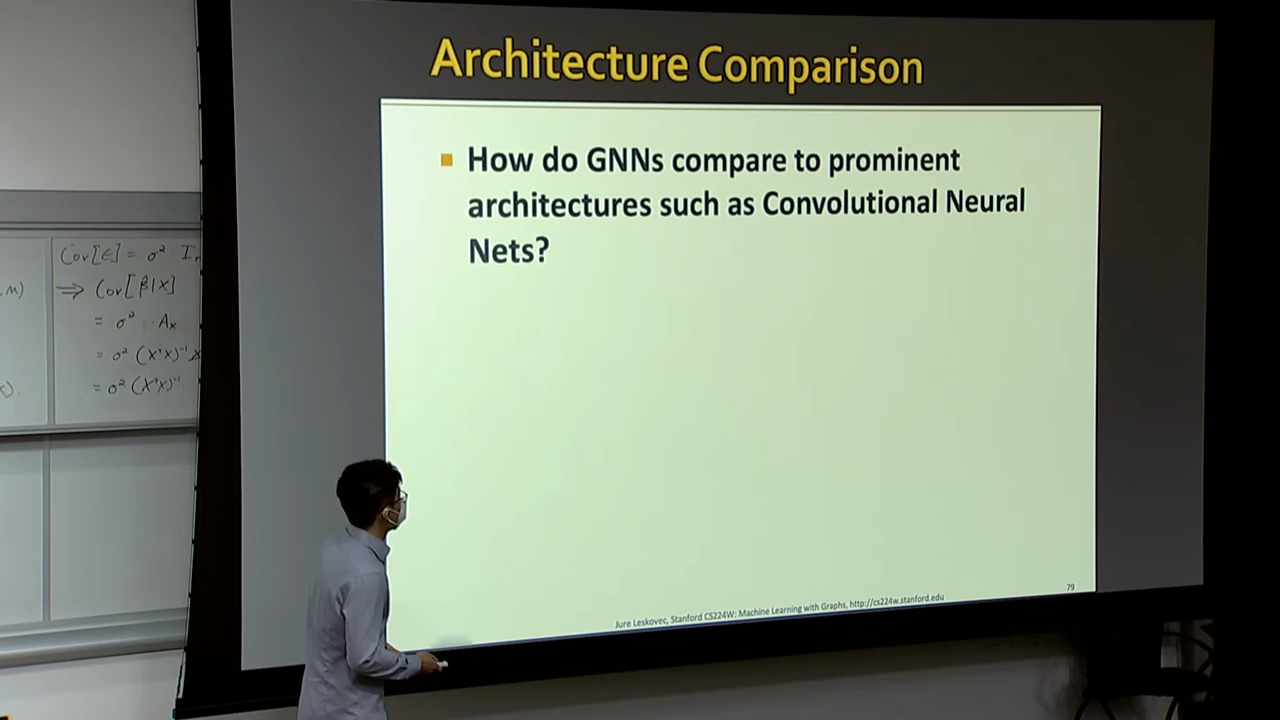 Architecture Comparison
How do GNNs compare to prominent
architectures such as Convolutional Neural
Nets?
79
Jure Leskovec, Stanford CS224W: Machine Learning with Graphs, http://cs224w.stanford.edu
Cov[ϵ] = σ² · I
⇒ Cov[β̂|X]
= σ² · Aₓ
= σ² (X'X)⁻¹
= σ² (X'X)⁻¹